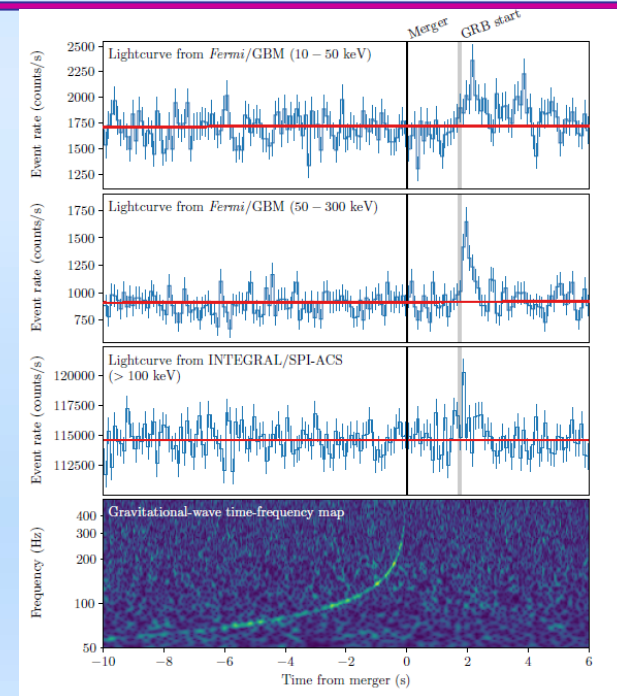 Merger
GRB start
Lightcurve from Fermi/GBM (10 − 50 keV)
Event rate (counts/s)
2500
2250
2000
1750
1500
1250
Lightcurve from Fermi/GBM (50 − 300 keV)
Event rate (counts/s)
1750
1500
1250
1000
750
Lightcurve from INTEGRAL/SPI-ACS
(> 100 keV)
Event rate (counts/s)
120000
117500
115000
112500
Gravitational-wave time-frequency map
Frequency (Hz)
400
300
200
100
50
−10 −8 −6 −4 −2 0 2 4 6
Time from merger (s)